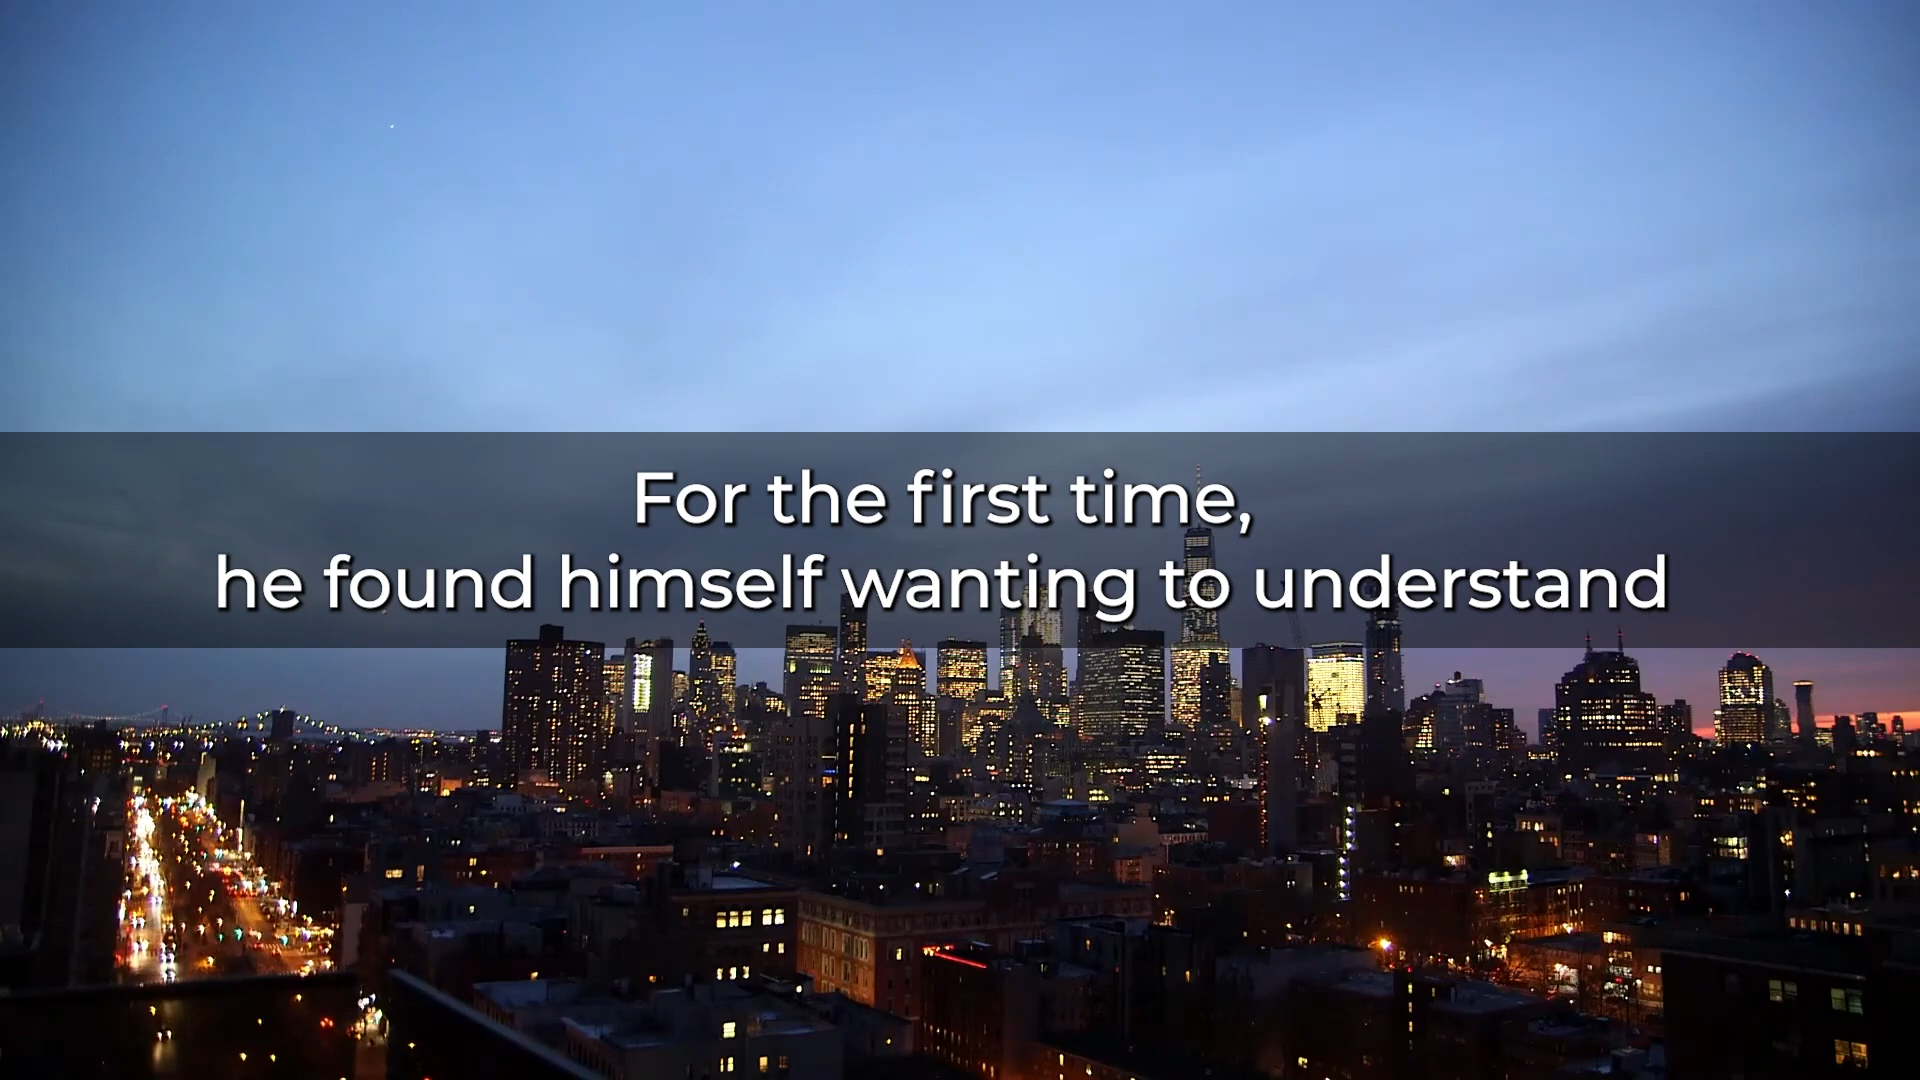 For the first time,
he found himself wanting to understand